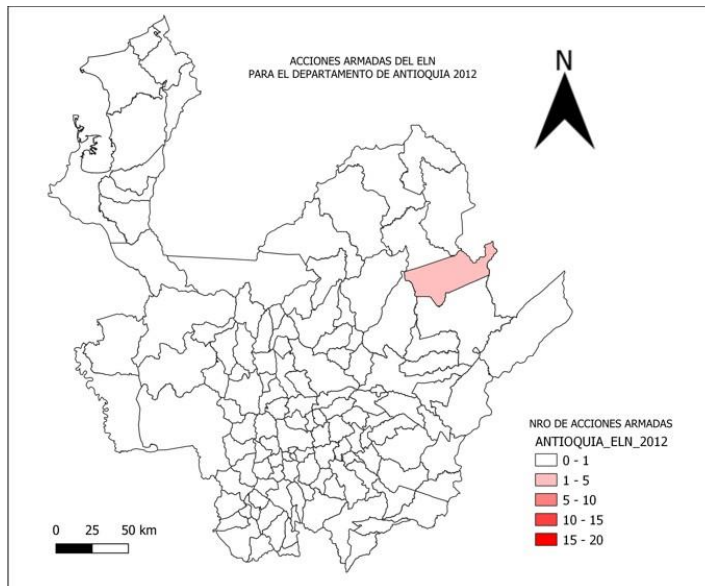 ACCIONES ARMADAS DEL ELN
PARA EL DEPARTAMENTO DE ANTIOQUIA 2012
N
NRO DE ACCIONES ARMADAS
ANTIOQUIA_ELN_2012
0 - 1
1 - 5
5 - 10
10 - 15
15 - 20
0 25 50 km